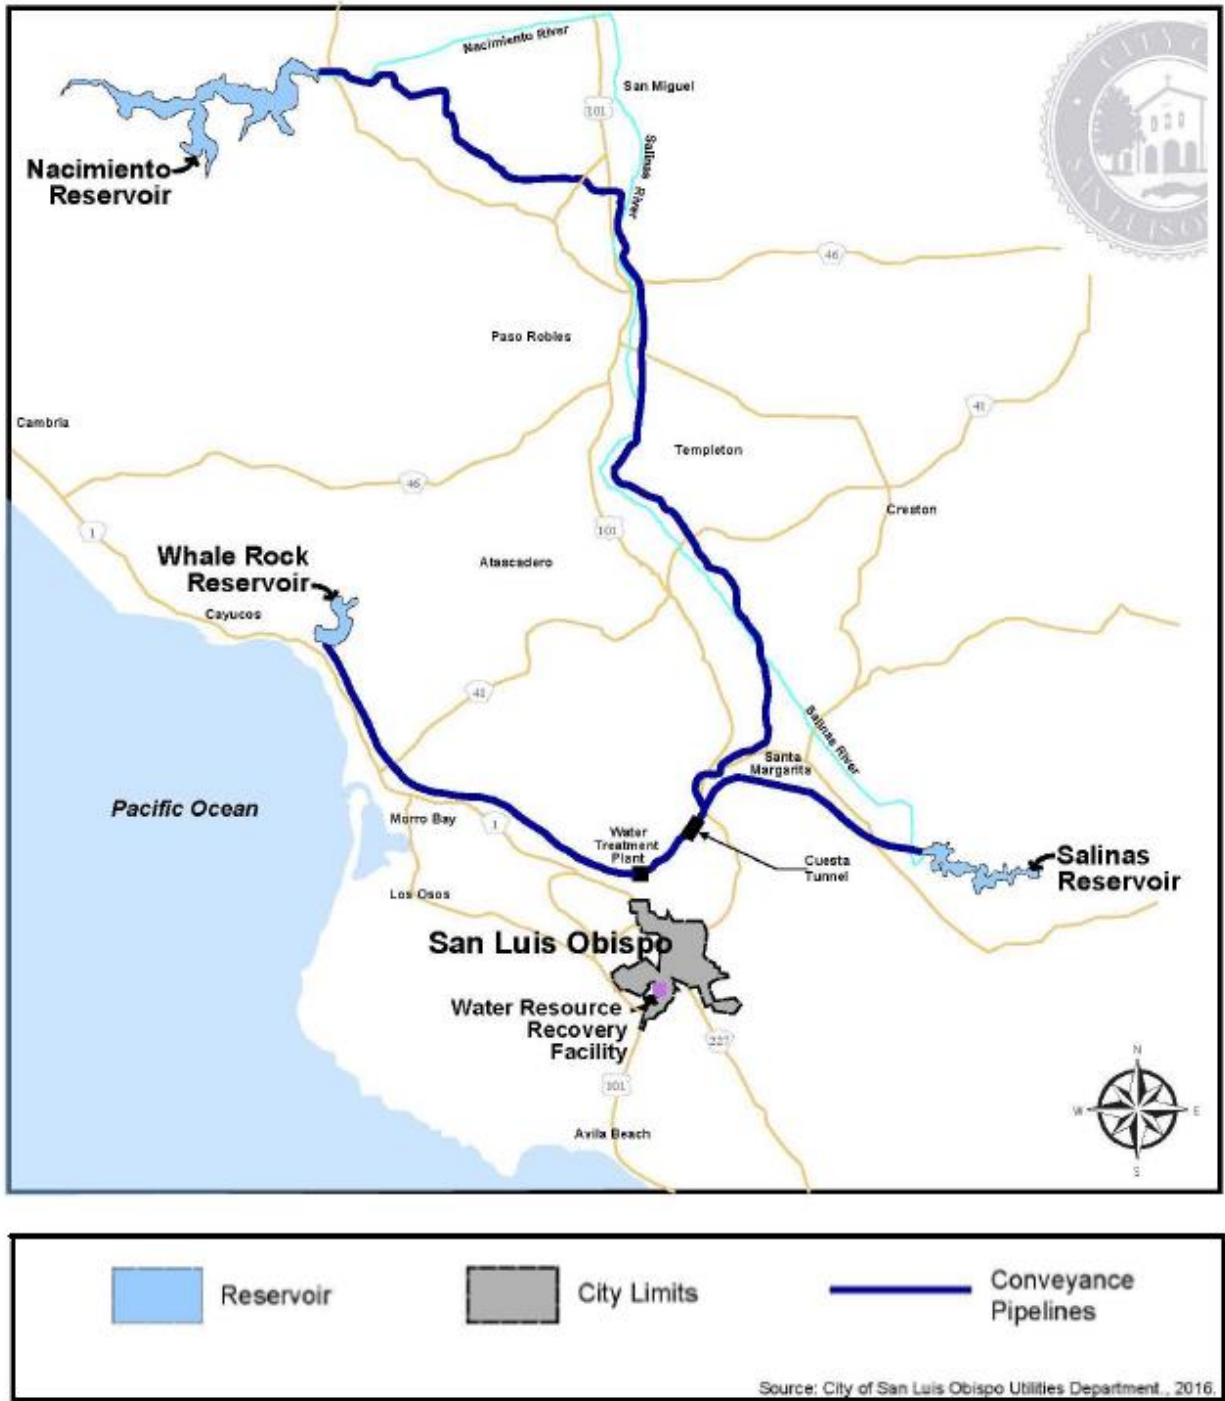 Nacimiento River
San Miguel
101
Salinas River
CITY O
SAN LUIS O
Nacimiento
Reservoir
46
Paso Robles
41
Cambria
Templeton
46
Creston
1
101
Whale Rock
Reservoir
Atascadero
Cayucos
41
Salinas River
Santa
Margarita
Pacific Ocean
Morro Bay
1
Water
Treatment
Plant
Cuesta
Tunnel
Salinas
Reservoir
Los Osos
San Luis Obispo
Water Resource
Recovery
Facility
227
101
Avila Beach
N
W
E
S
Reservoir
City Limits
Conveyance
Pipelines
Source: City of San Luis Obispo Utilities Department., 2016.